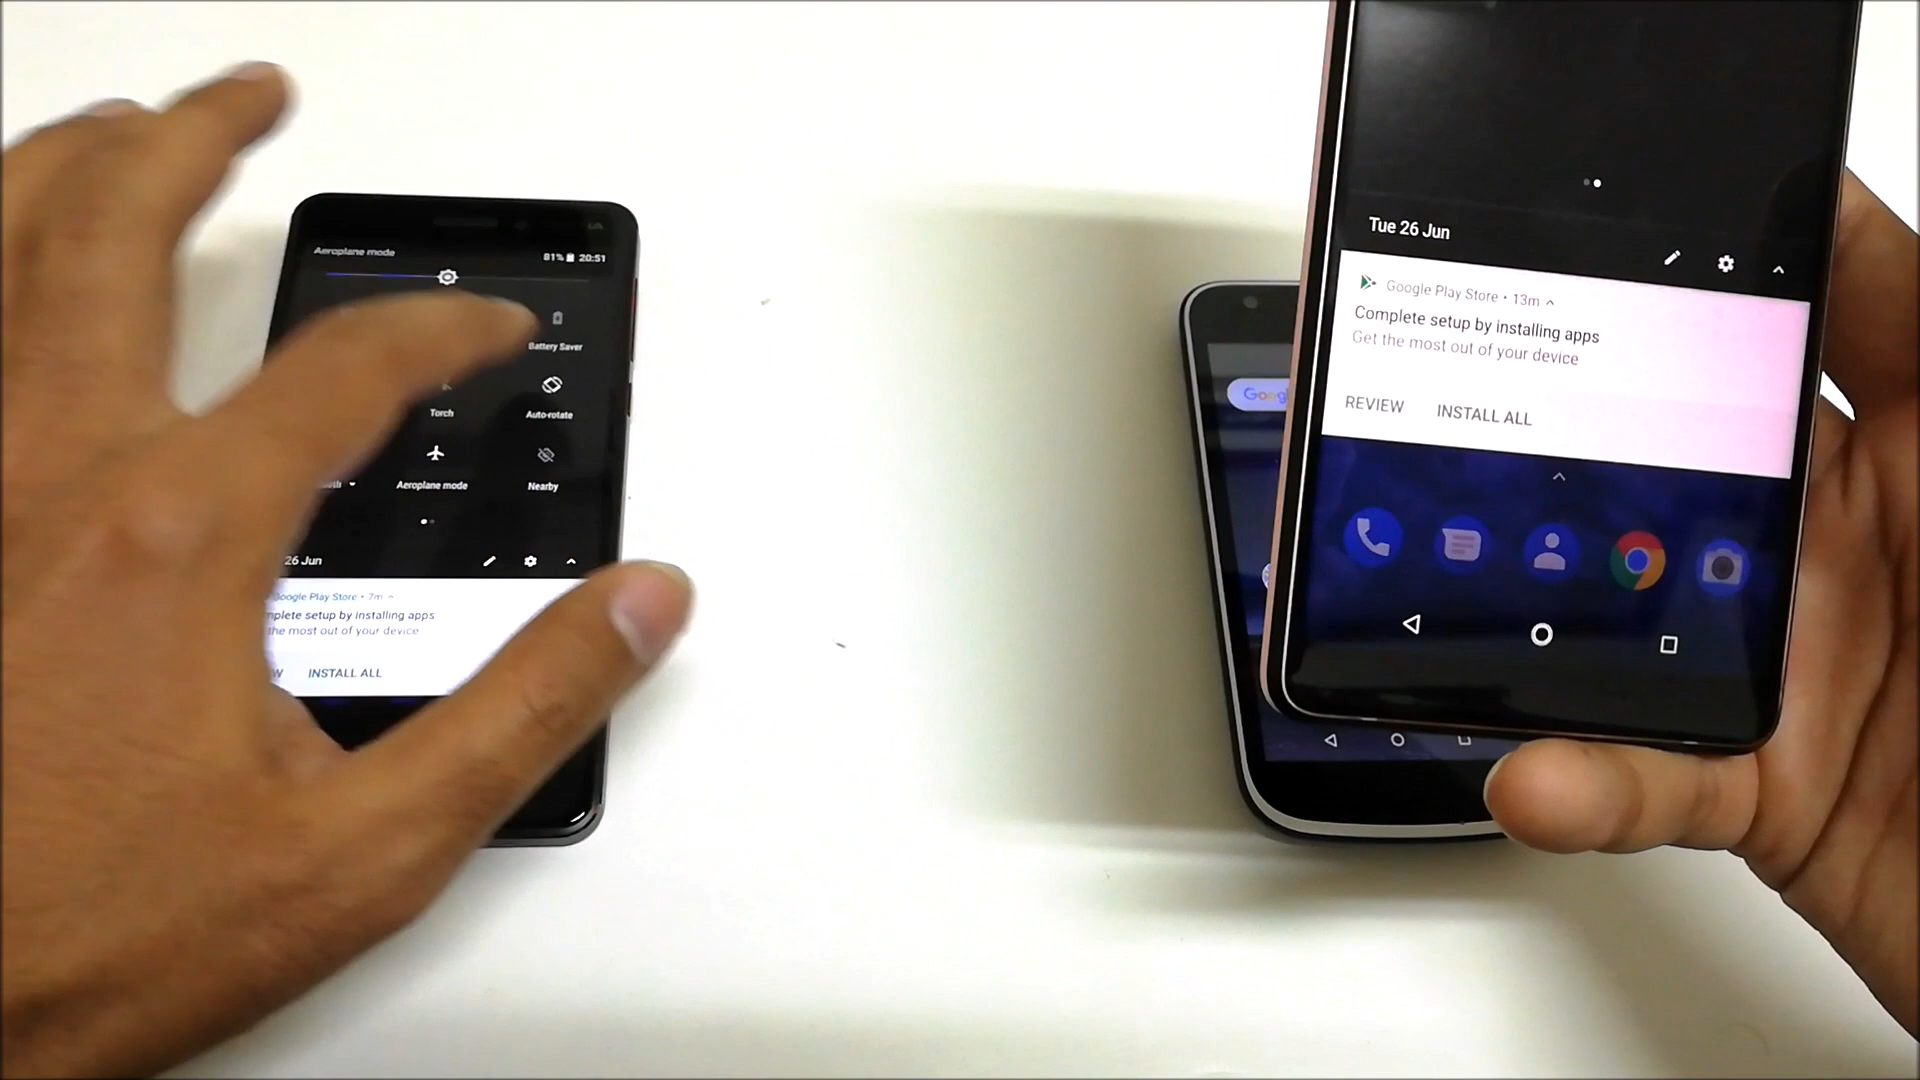 Aeroplane mode
81% 20:51
Battery Saver
Torch
Auto-rotate
Aeroplane mode
Nearby
26 Jun
Google Play Store • 7m
plete setup by installing apps
the most out of your device
INSTALL ALL
Goog
Tue 26 Jun
Google Play Store • 13m
Complete setup by installing apps
Get the most out of your device
REVIEW INSTALL ALL